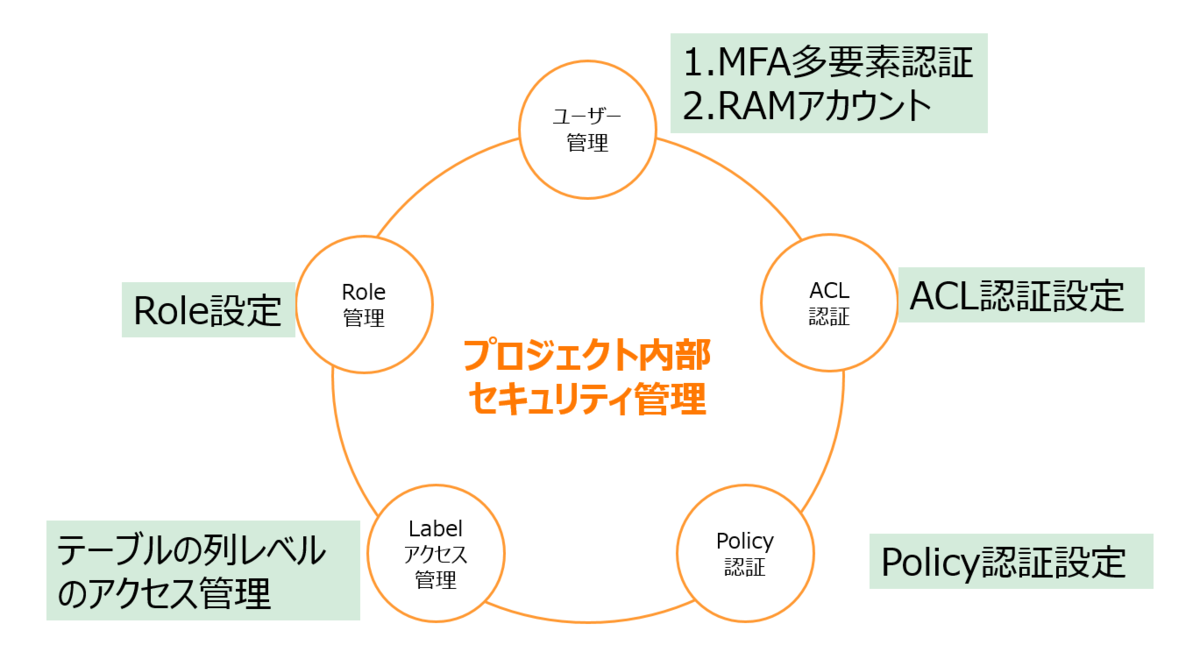 1.MFA多要素認証
2.RAMアカウント
ユーザー
管理
Role
管理
Role設定
ACL
認証
ACL認証設定
プロジェクト内部
セキュリティ管理
Label
アクセス
管理
テーブルの列レベル
のアクセス管理
Policy
認証
Policy認証設定